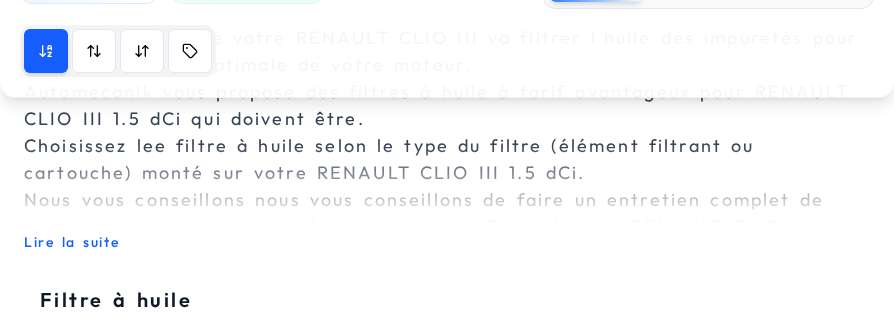 votre RENAULT CLIO III va filtrer l'huile des impuretés pour
optimale de votre moteur.
Automecanik vous propose des filtres à huile à tarif avantageux pour RENAULT
CLIO III 1.5 dCi qui doivent être.
Choisissez lee filtre à huile selon le type du filtre (élément filtrant ou
cartouche) monté sur votre RENAULT CLIO III 1.5 dCi.
Nous vous conseillons nous vous conseillons de faire un entretien complet de
Lire la suite
Filtre à huile